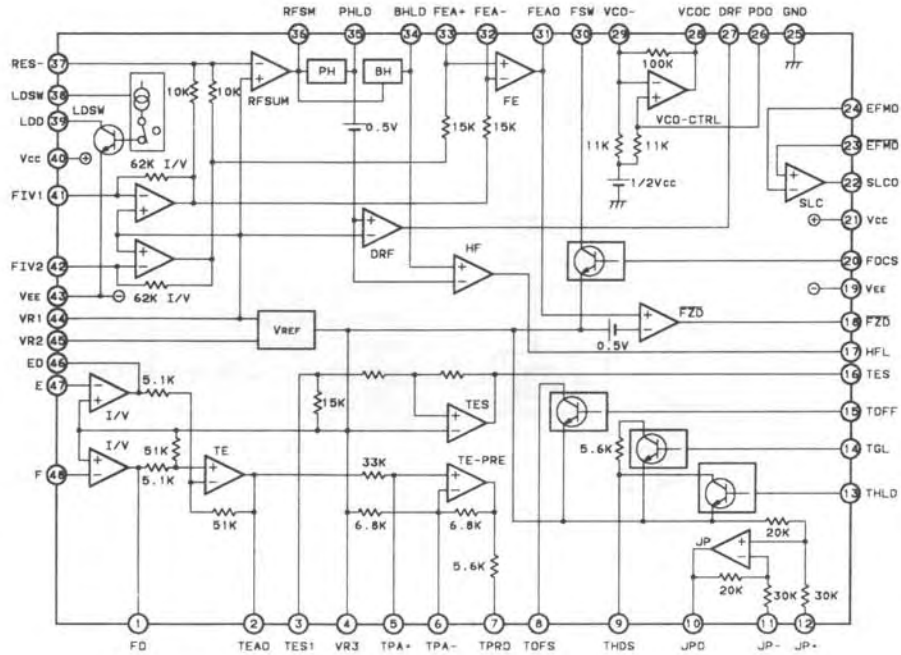 RFSM PHLD BHLD FEA+ FEA- FEAO FSW VCO- VCOC DRF PDO GND
36 35 34 33 32 31 30 29 28 27 26 25
RES- 37
LDSW 38
LDD 39
Vcc 40
FIV1 41
FIV2 42
VEE 43
VR1 44
VR2 45
EO 46
E 47
F 48
LDSW
10K 10K
RFSUM
PH
BH
0.5V
FE
15K 15K
100K
VCO-CTRL
11K 11K
1/2Vcc
62K I/V
62K I/V
DRF
HF
SLC
VREF
0.5V
FZD
24 EFMO
23 EFMO
22 SLCO
21 Vcc
20 FOCS
19 VEE
18 FZD
17 HFL
16 TES
15 TOFF
14 TGL
13 THLD
5.1K
I/V
I/V
51K
5.1K
TE
51K
15K
TES
33K
TE-PRE
6.8K 6.8K
5.6K
5.6K
20K
JP
20K 30K 30K
1 2 3 4 5 6 7 8 9 10 11 12
FO TEAO TES1 VR3 TPA+ TPA- TPRO TOFS THDS JPO JP- JP+